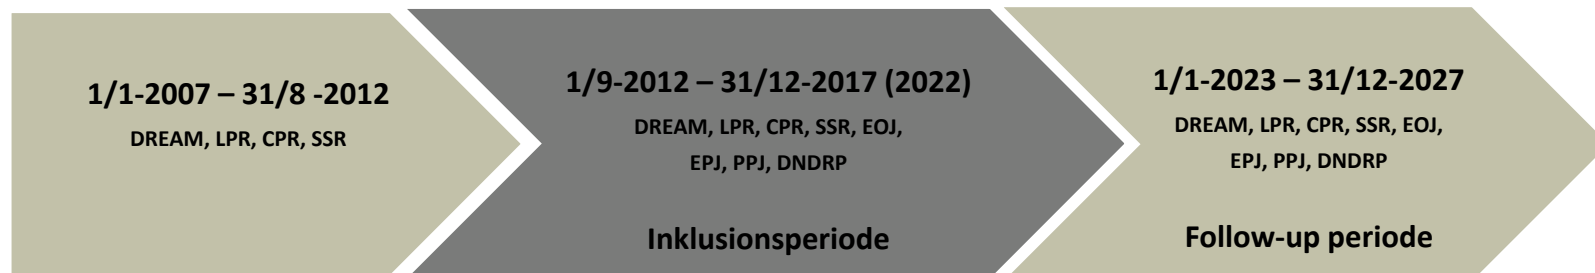 1/1-2007 – 31/8 -2012
DREAM, LPR, CPR, SSR
1/9-2012 – 31/12-2017 (2022)
DREAM, LPR, CPR, SSR, EOJ,
EPJ, PPJ, DNDRP
Inklusionsperiode
1/1-2023 – 31/12-2027
DREAM, LPR, CPR, SSR, EOJ,
EPJ, PPJ, DNDRP
Follow-up periode